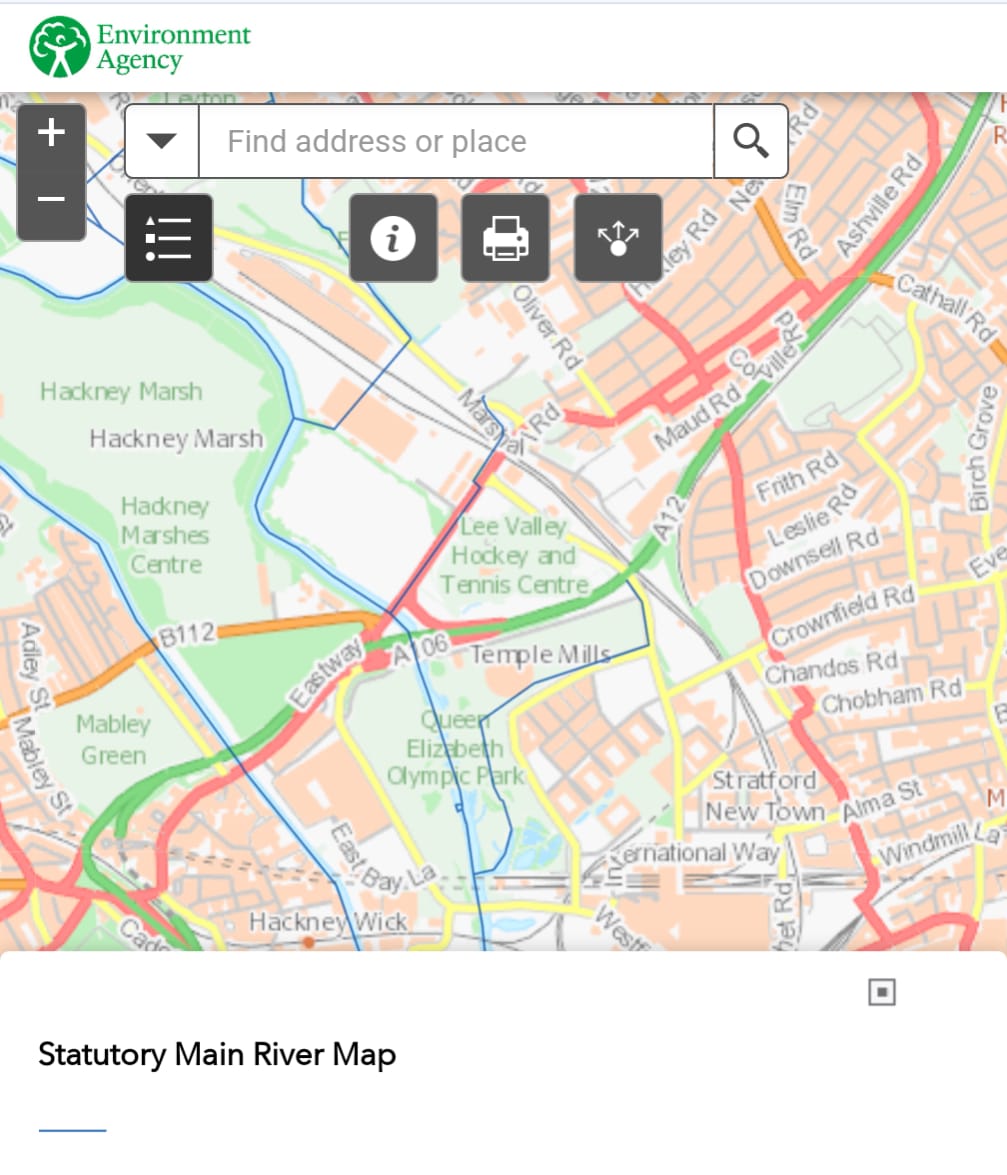 Environment
Agency
Leyton
Find address or place
Elm Rd
Ashville Rd
Cathall Rd
Oliver Rd
Colville Rd
Maud Rd
Marshall Rd
Hackney Marsh
Hackney Marsh
Birch Grove
Frith Rd
Leslie Rd
Downsell Rd
A12
Hackney
Marshes
Centre
Lee Valley
Hockey and
Tennis Centre
Crownfield Rd
B112
Eastway
A106
Temple Mills
Chandos Rd
Chobham Rd
Adley St
Mabley St
Mabley
Green
Queen
Elizabeth
Olympic Park
Stratford
New Town
Alma St
Windmill La
East Bay La
International Way
Hackney Wick
Statutory Main River Map